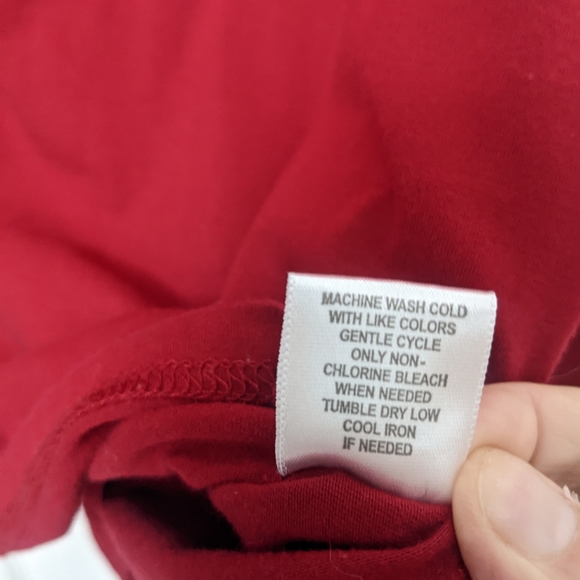 MACHINE WASH COLD
WITH LIKE COLORS
GENTLE CYCLE
ONLY NON-
CHLORINE BLEACH
WHEN NEEDED
TUMBLE DRY LOW
COOL IRON
IF NEEDED